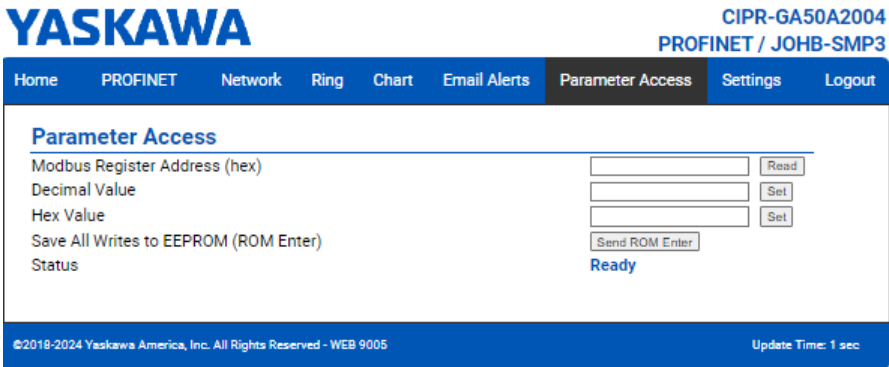 YASKAWA
CIPR-GA50A2004
PROFINET / JOHB-SMP3
Home PROFINET Network Ring Chart Email Alerts Parameter Access Settings Logout
Parameter Access
Modbus Register Address (hex) Read
Decimal Value Set
Hex Value Set
Save All Writes to EEPROM (ROM Enter) Send ROM Enter
Status Ready
©2018-2024 Yaskawa America, Inc. All Rights Reserved - WEB 9005 Update Time: 1 sec